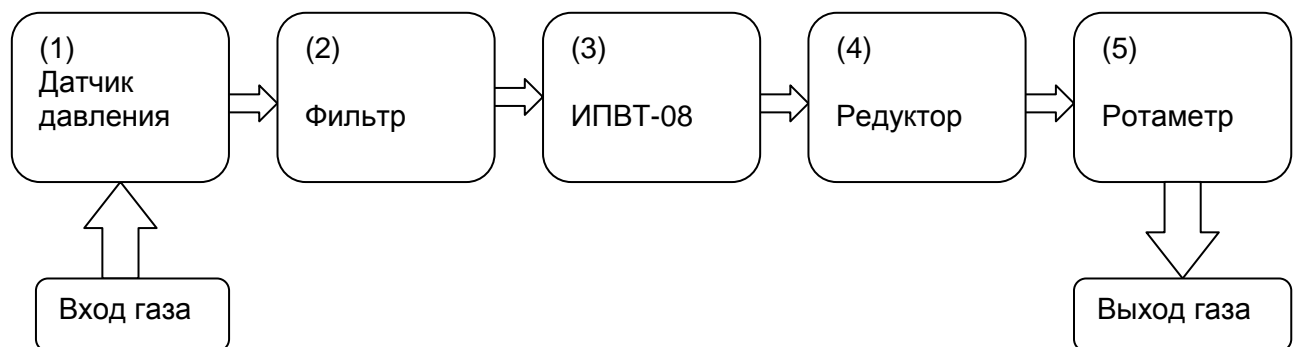 (1)
Датчик
давления
(2)
Фильтр
(3)
ИПВТ-08
(4)
Редуктор
(5)
Ротаметр
Вход газа
Выход газа